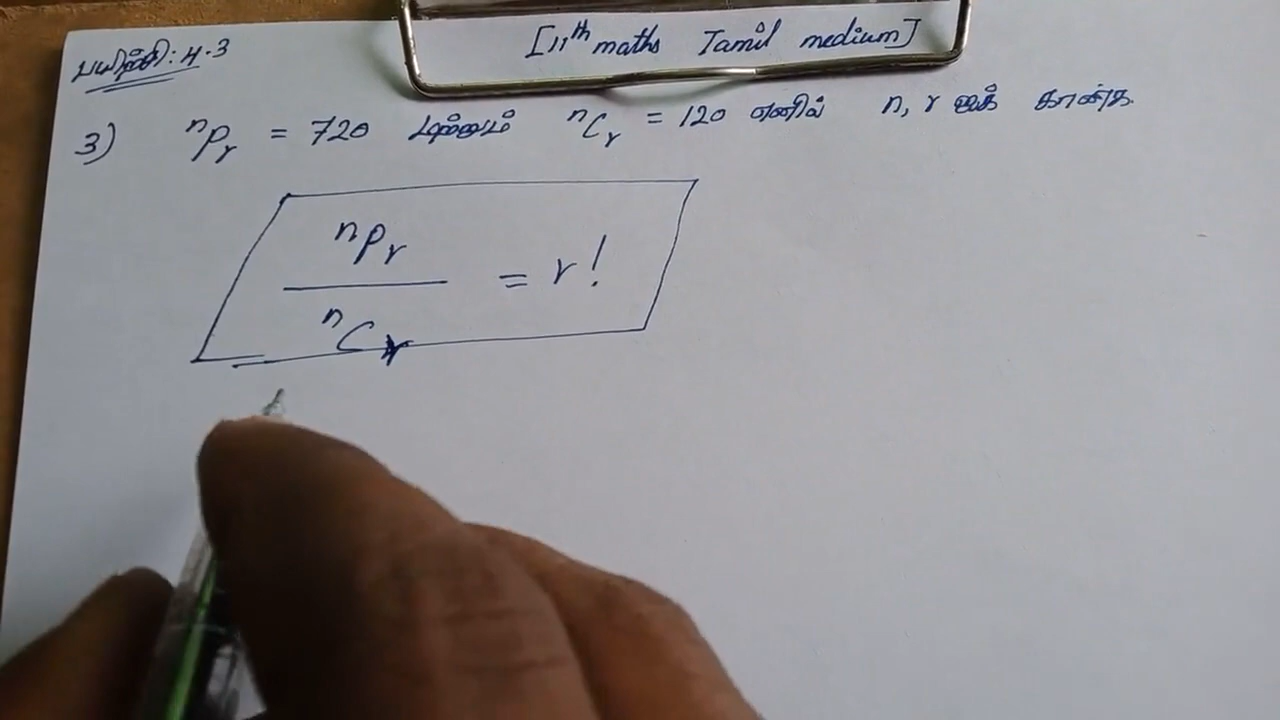 [11th maths Tamil medium]
பயிற்சி: 4.3
3) nPr = 720 மற்றும் nCr = 120 எனில் n, r ஐக் காண்க
nPr
= r!
nCr